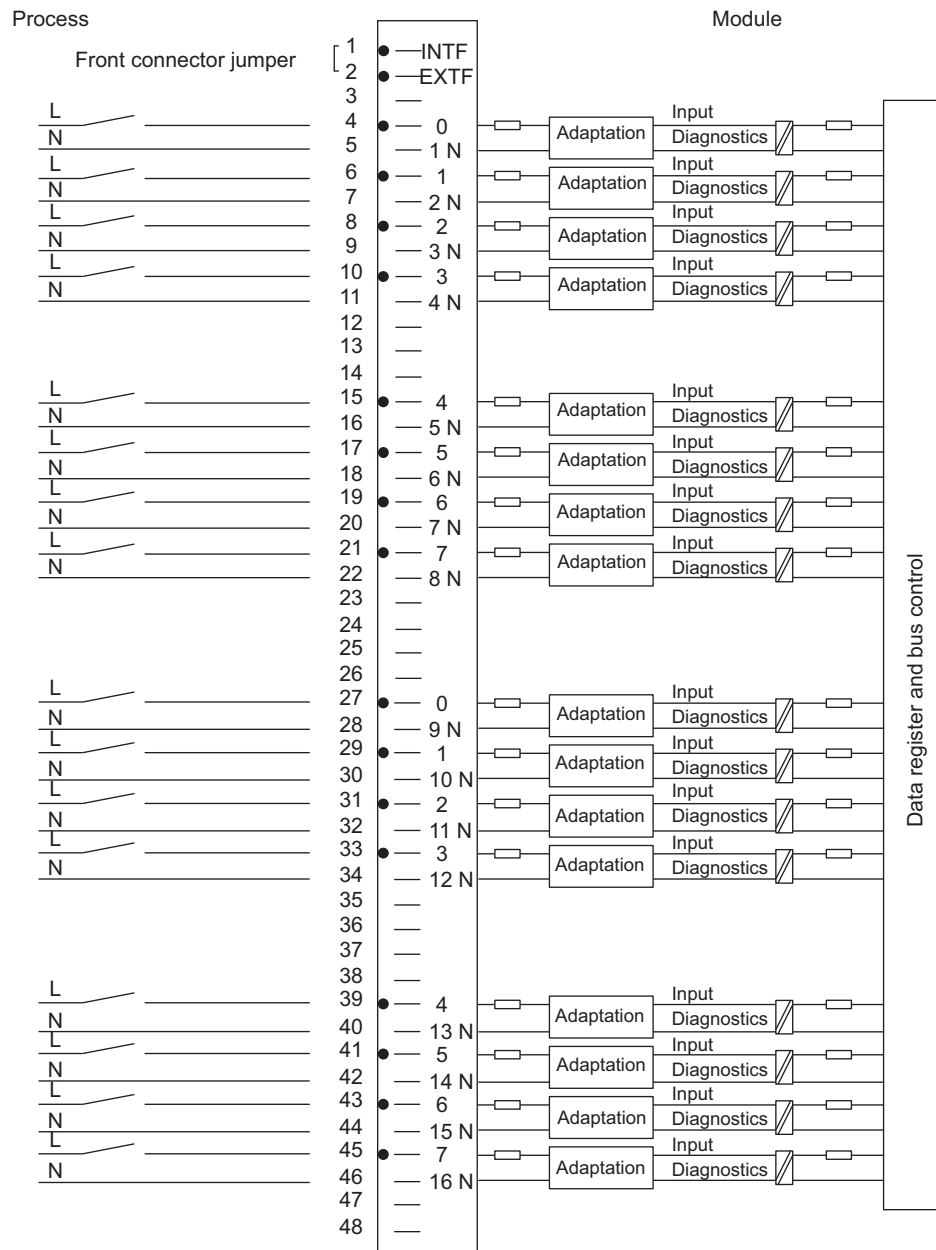 Process Module
Front connector jumper 1 INTF
2 EXTF
3
L 4 0 Adaptation Input
N 5 1 N Diagnostics
L 6 1 Adaptation Input
N 7 2 N Diagnostics
L 8 2 Adaptation Input
N 9 3 N Diagnostics
L 10 3 Adaptation Input
N 11 4 N Diagnostics
12
13
14
L 15 4 Adaptation Input
N 16 5 N Diagnostics
L 17 5 Adaptation Input
N 18 6 N Diagnostics
L 19 6 Adaptation Input
N 20 7 N Diagnostics
L 21 7 Adaptation Input
N 22 8 N Diagnostics
23
24
25
26
L 27 0 Adaptation Input
N 28 9 N Diagnostics
L 29 1 Adaptation Input
N 30 10 N Diagnostics
L 31 2 Adaptation Input
N 32 11 N Diagnostics
L 33 3 Adaptation Input
N 34 12 N Diagnostics
35
36
37
38
L 39 4 Adaptation Input
N 40 13 N Diagnostics
L 41 5 Adaptation Input
N 42 14 N Diagnostics
L 43 6 Adaptation Input
N 44 15 N Diagnostics
L 45 7 Adaptation Input
N 46 16 N Diagnostics
47
48
Data register and bus control